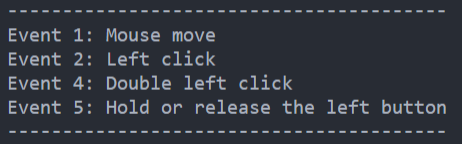 ----------------------------------------
Event 1: Mouse move
Event 2: Left click
Event 4: Double left click
Event 5: Hold or release the left button
----------------------------------------